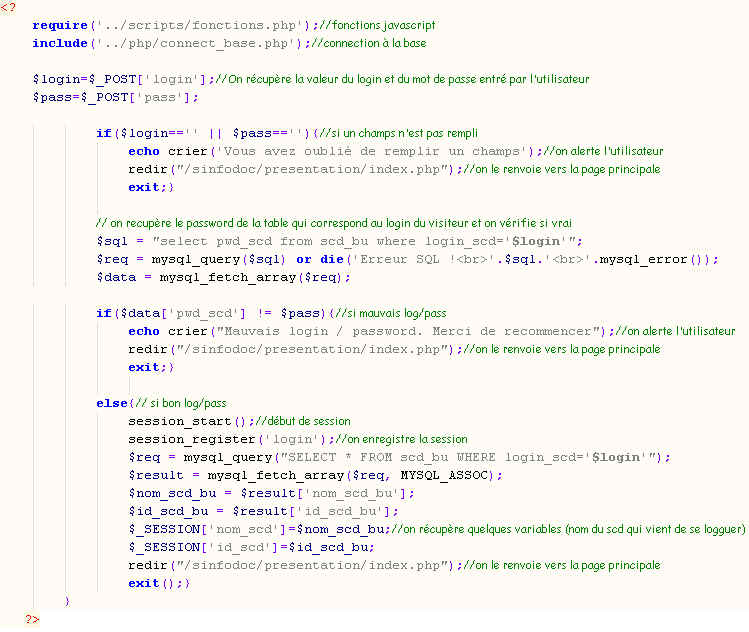 <?
require('../scripts/fonctions.php');//fonctions javascript
include('../php/connect_base.php');//connection à la base
$login=$_POST['login'];//On récupère la valeur du login et du mot de passe entré par l'utilisateur
$pass=$_POST['pass'];
if($login=='' || $pass==''){//si un champs n'est pas rempli
echo crier('Vous avez oublié de remplir un champs');//on alerte l'utilisateur
redir("/sinfodoc/presentation/index.php");//on le renvoie vers la page principale
exit;}
// on recupère le password de la table qui correspond au login du visiteur et on vérifie si vrai
$sql = "select pwd_scd from scd_bu where login_scd='$login'";
$req = mysql_query($sql) or die('Erreur SQL !<br>'.$sql.'<br>'.mysql_error());
$data = mysql_fetch_array($req);
if($data['pwd_scd'] != $pass){//si mauvais log/pass
echo crier("Mauvais login / password. Merci de recommencer");//on alerte l'utilisateur
redir("/sinfodoc/presentation/index.php");//on le renvoie vers la page principale
exit;}
else{// si bon log/pass
session_start();//début de session
session_register('login');//on enregistre la session
$req = mysql_query("SELECT * FROM scd_bu WHERE login_scd='$login'");
$result = mysql_fetch_array($req, MYSQL_ASSOC);
$nom_scd_bu = $result['nom_scd_bu'];
$id_scd_bu = $result['id_scd_bu'];
$_SESSION['nom_scd']=$nom_scd_bu;//on récupère quelques variables (nom du scd qui vient de se logguer)
$_SESSION['id_scd']=$id_scd_bu;
redir("/sinfodoc/presentation/index.php");//on le renvoie vers la page principale
exit();}
}
?>